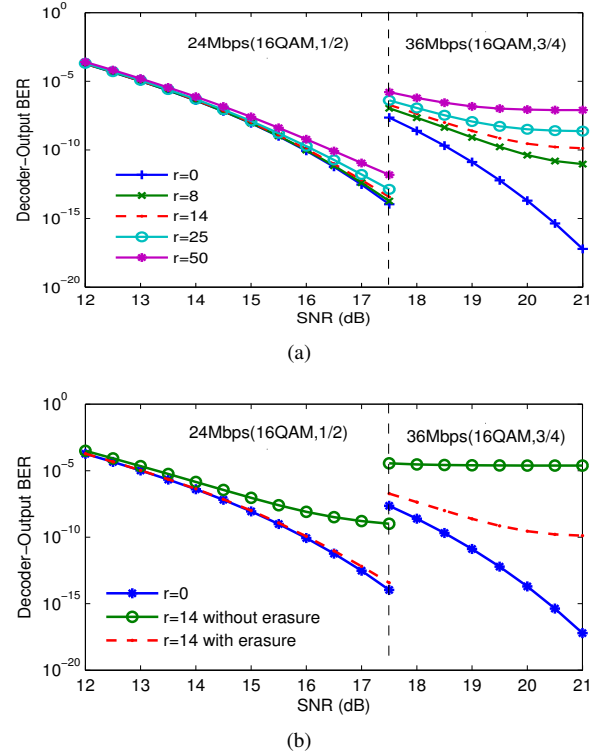 24Mbps(16QAM,1/2)
36Mbps(16QAM,3/4)
Decoder−Output BER
10^0
10^−5
10^−10
10^−15
10^−20
r=0
r=8
r=14
r=25
r=50
12 13 14 15 16 17 18 19 20 21
SNR (dB)
(a)
24Mbps(16QAM,1/2)
36Mbps(16QAM,3/4)
Decoder−Output BER
10^0
10^−5
10^−10
10^−15
10^−20
r=0
r=14 without erasure
r=14 with erasure
12 13 14 15 16 17 18 19 20 21
SNR (dB)
(b)